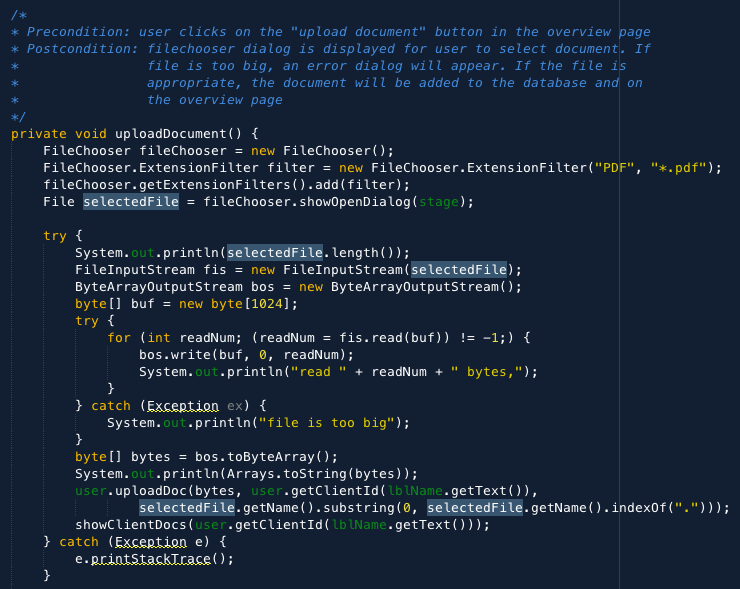 /*
* Precondition: user clicks on the "upload document" button in the overview page
* Postcondition: filechooser dialog is displayed for user to select document. If
*                file is too big, an error dialog will appear. If the file is
*                appropriate, the document will be added to the database and on
*                the overview page
*/
private void uploadDocument() {
    FileChooser fileChooser = new FileChooser();
    FileChooser.ExtensionFilter filter = new FileChooser.ExtensionFilter("PDF", "*.pdf");
    fileChooser.getExtensionFilters().add(filter);
    File selectedFile = fileChooser.showOpenDialog(stage);

    try {
        System.out.println(selectedFile.length());
        FileInputStream fis = new FileInputStream(selectedFile);
        ByteArrayOutputStream bos = new ByteArrayOutputStream();
        byte[] buf = new byte[1024];
        try {
            for (int readNum; (readNum = fis.read(buf)) != -1;) {
                bos.write(buf, 0, readNum);
                System.out.println("read " + readNum + " bytes,");
            }
        } catch (Exception ex) {
            System.out.println("file is too big");
        }
        byte[] bytes = bos.toByteArray();
        System.out.println(Arrays.toString(bytes));
        user.uploadDoc(bytes, user.getClientId(lblName.getText()),
                selectedFile.getName().substring(0, selectedFile.getName().indexOf(".")));
        showClientDocs(user.getClientId(lblName.getText()));
    } catch (Exception e) {
        e.printStackTrace();
    }